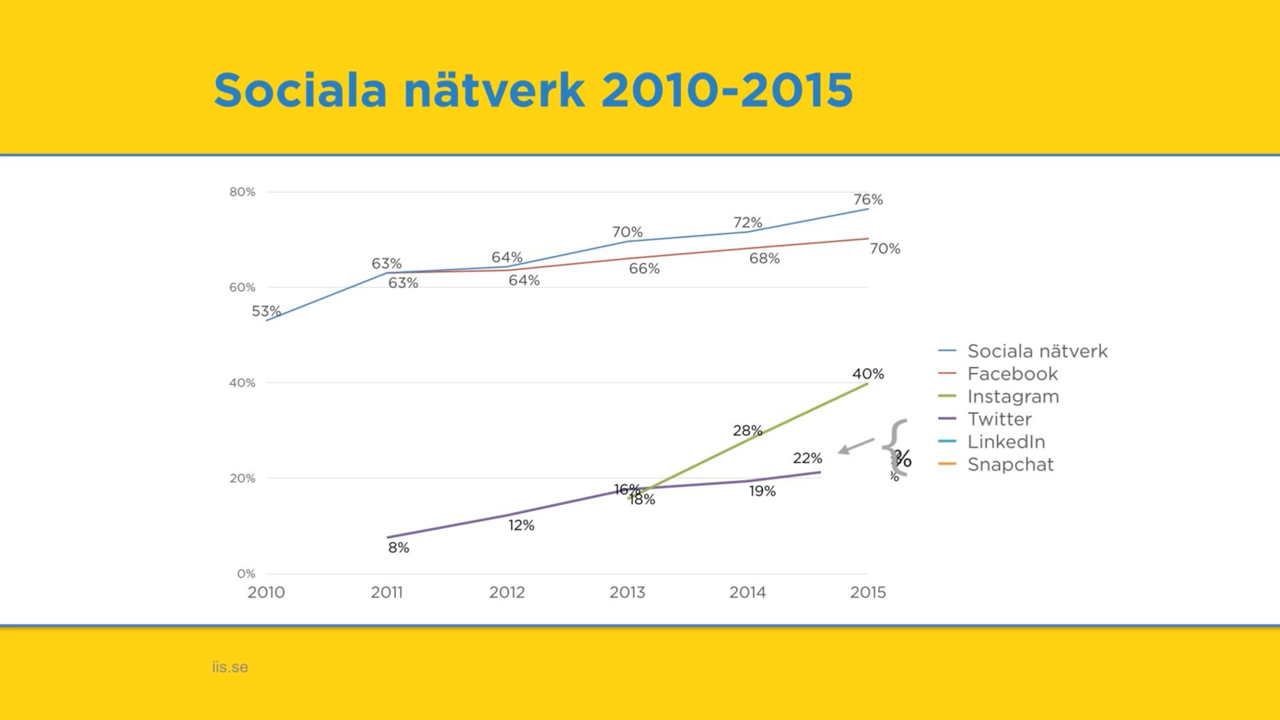 Sociala nätverk 2010-2015
80%
60%
40%
20%
0%
53%
63%
64%
70%
72%
76%
63%
64%
66%
68%
70%
16%
28%
40%
8%
12%
18%
19%
22%
%
%
2010 2011 2012 2013 2014 2015
Sociala nätverk
Facebook
Instagram
Twitter
LinkedIn
Snapchat
iis.se